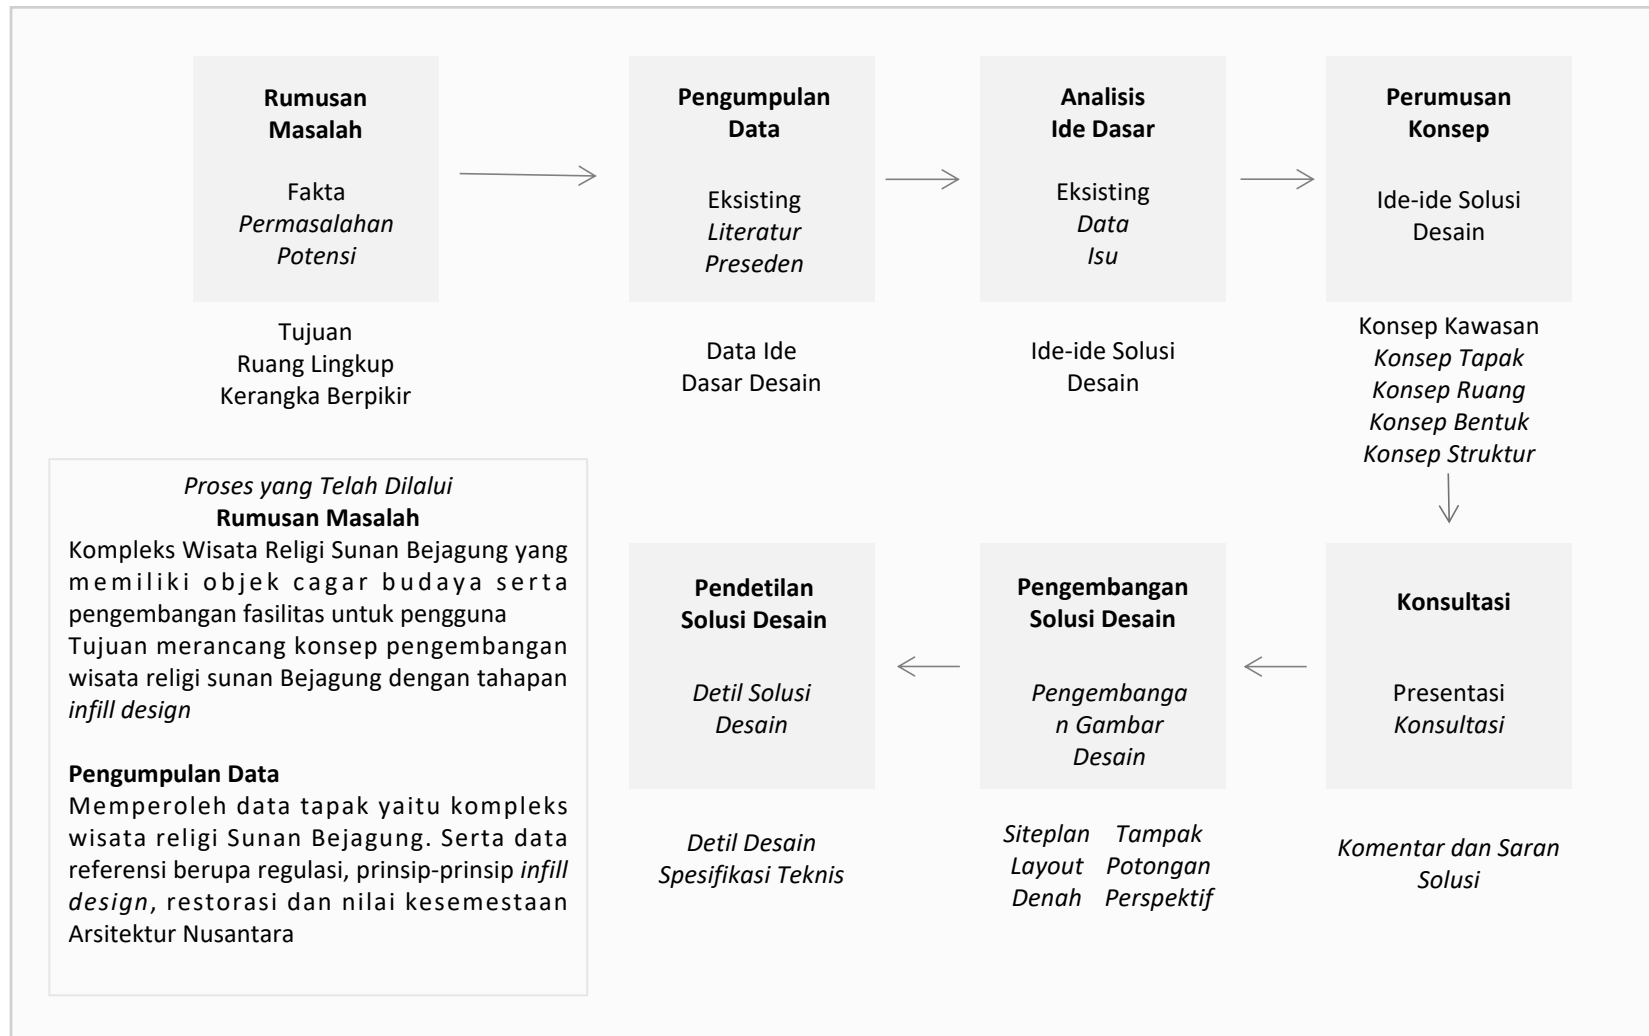 Rumusan
Masalah
Fakta
Permasalahan
Potensi
Tujuan
Ruang Lingkup
Kerangka Berpikir
Pengumpulan
Data
Eksisting
Literatur
Preseden
Data Ide
Dasar Desain
Analisis
Ide Dasar
Eksisting
Data
Isu
Ide-ide Solusi
Desain
Perumusan
Konsep
Ide-ide Solusi
Desain
Konsep Kawasan
Konsep Tapak
Konsep Ruang
Konsep Bentuk
Konsep Struktur
Konsultasi
Presentasi
Konsultasi
Komentar dan Saran
Solusi
Pengembangan
Solusi Desain
Pengembanga
n Gambar
Desain
Siteplan Tampak
Layout Potongan
Denah Perspektif
Pendetilan
Solusi Desain
Detil Solusi
Desain
Detil Desain
Spesifikasi Teknis
Proses yang Telah Dilalui
Rumusan Masalah
Kompleks Wisata Religi Sunan Bejagung yang
memiliki objek cagar budaya serta
pengembangan fasilitas untuk pengguna
Tujuan merancang konsep pengembangan
wisata religi sunan Bejagung dengan tahapan
infill design
Pengumpulan Data
Memperoleh data tapak yaitu kompleks
wisata religi Sunan Bejagung. Serta data
referensi berupa regulasi, prinsip-prinsip infill
design, restorasi dan nilai kesemestaan
Arsitektur Nusantara